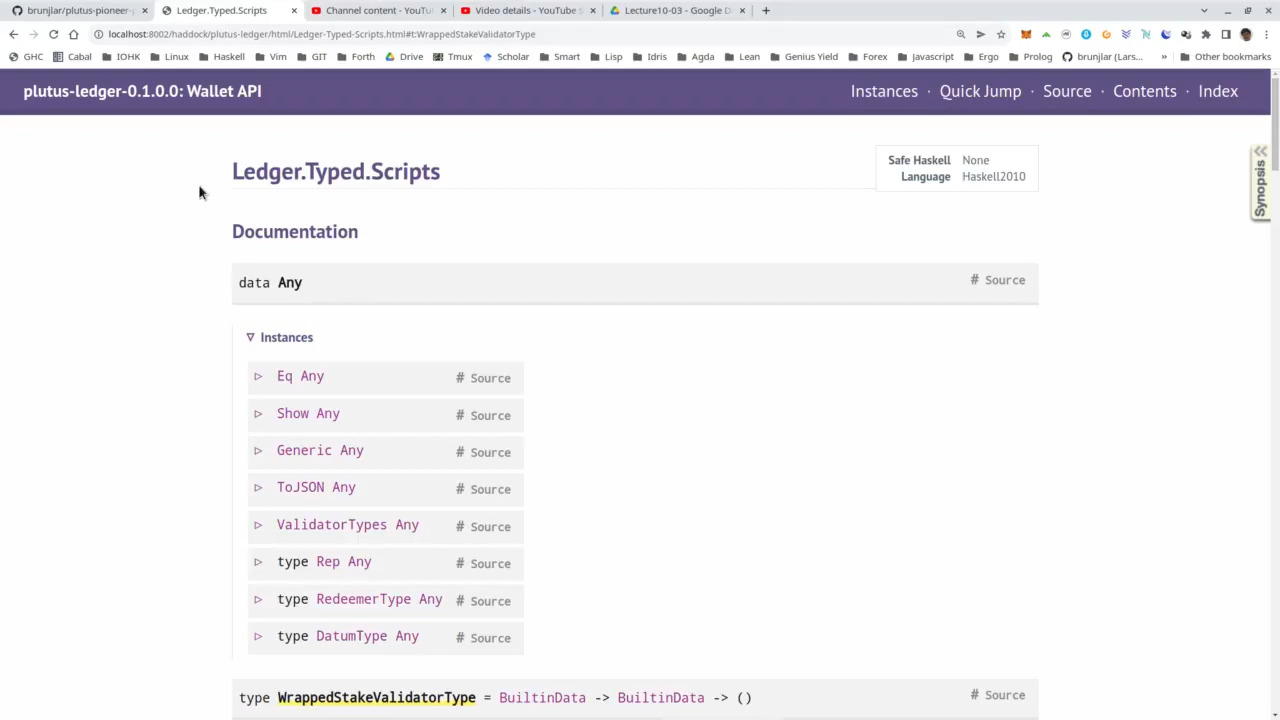 brunjlar/plutus-pioneer-p
Ledger.Typed.Scripts
Channel content - YouTu
Video details - YouTube s
Lecture10-03 - Google D
localhost:8002/haddock/plutus-ledger/html/Ledger-Typed-Scripts.html#t:WrappedStakeValidatorType
GHC Cabal IOHK Linux Haskell Vim GIT Forth Drive Tmux Scholar Smart Lisp Idris Agda Lean Genius Yield Forex Javascript Ergo Prolog brunjlar (Lars... » Other bookmarks
plutus-ledger-0.1.0.0: Wallet API
Instances · Quick Jump · Source · Contents · Index
Ledger.Typed.Scripts
Safe Haskell None
Language Haskell2010
Synopsis
Documentation
data Any # Source
Instances
Eq Any # Source
Show Any # Source
Generic Any # Source
ToJSON Any # Source
ValidatorTypes Any # Source
type Rep Any # Source
type RedeemerType Any # Source
type DatumType Any # Source
type WrappedStakeValidatorType = BuiltinData -> BuiltinData -> () # Source